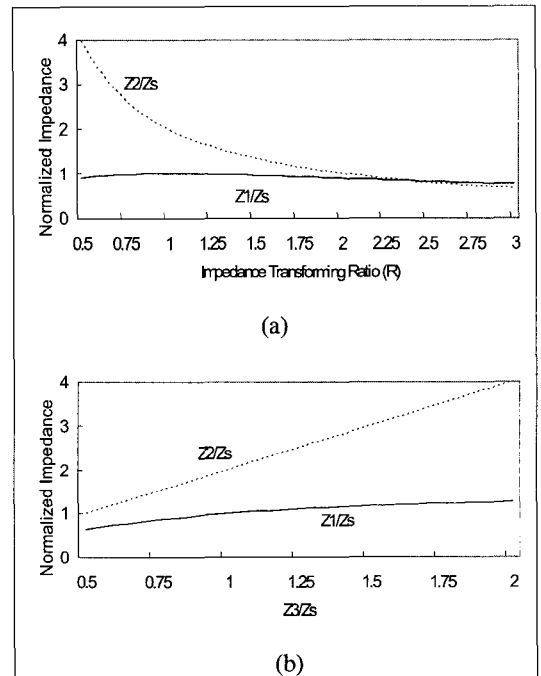 4
Z2/Zs
3
Normalized Impedance
2
1
Z1/Zs
0
0.5 0.75 1 1.25 1.5 1.75 2 2.25 2.5 2.75 3
Impedance Transforming Ratio (R)
(a)
4
3
Normalized Impedance
Z2/Zs
2
1
Z1/Zs
0
0.5 0.75 1 1.25 1.5 1.75 2
Z3/Zs
(b)